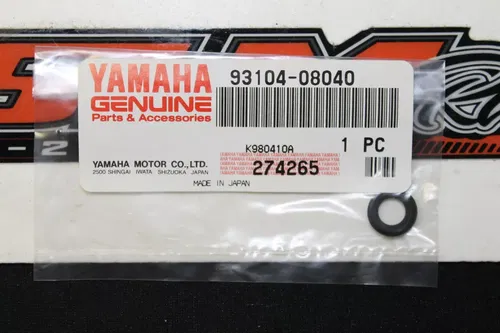 YAMAHA
GENUINE
Parts & Accessories
93104-08040
K980410A
1 PC
YAMAHA MOTOR CO.,LTD.
2500 SHINGAI IWATA SHIZUOKA JAPAN
274265
MADE IN JAPAN